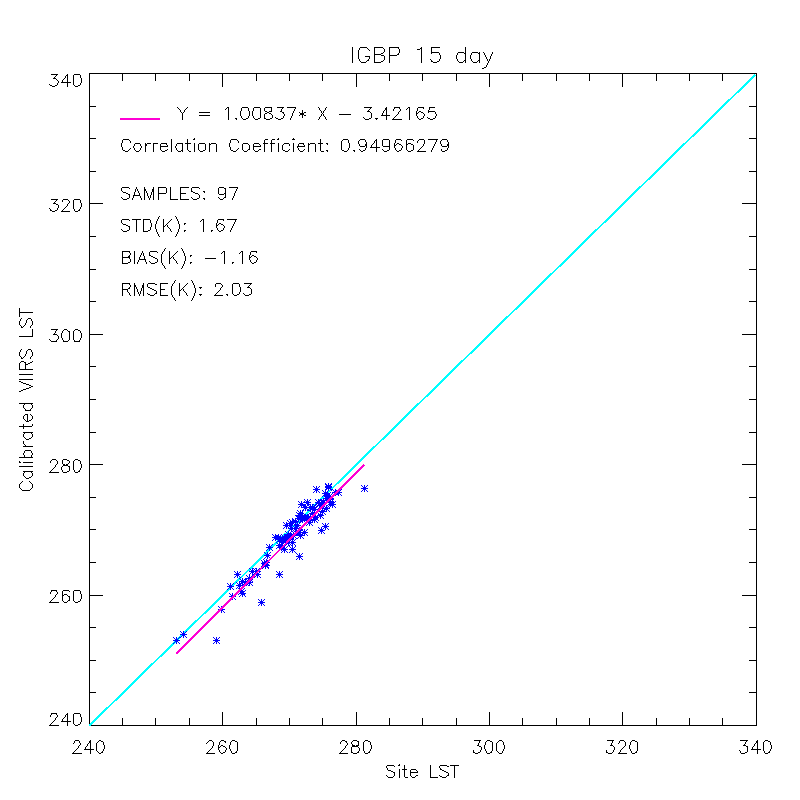 IGBP 15 day
Y = 1.00837* X − 3.42165
Correlation Coefficient: 0.94966279
SAMPLES: 97
STD(K): 1.67
BIAS(K): −1.16
RMSE(K): 2.03
Calibrated VIIRS LST
340
320
300
280
260
240
240 260 280 300 320 340
Site LST